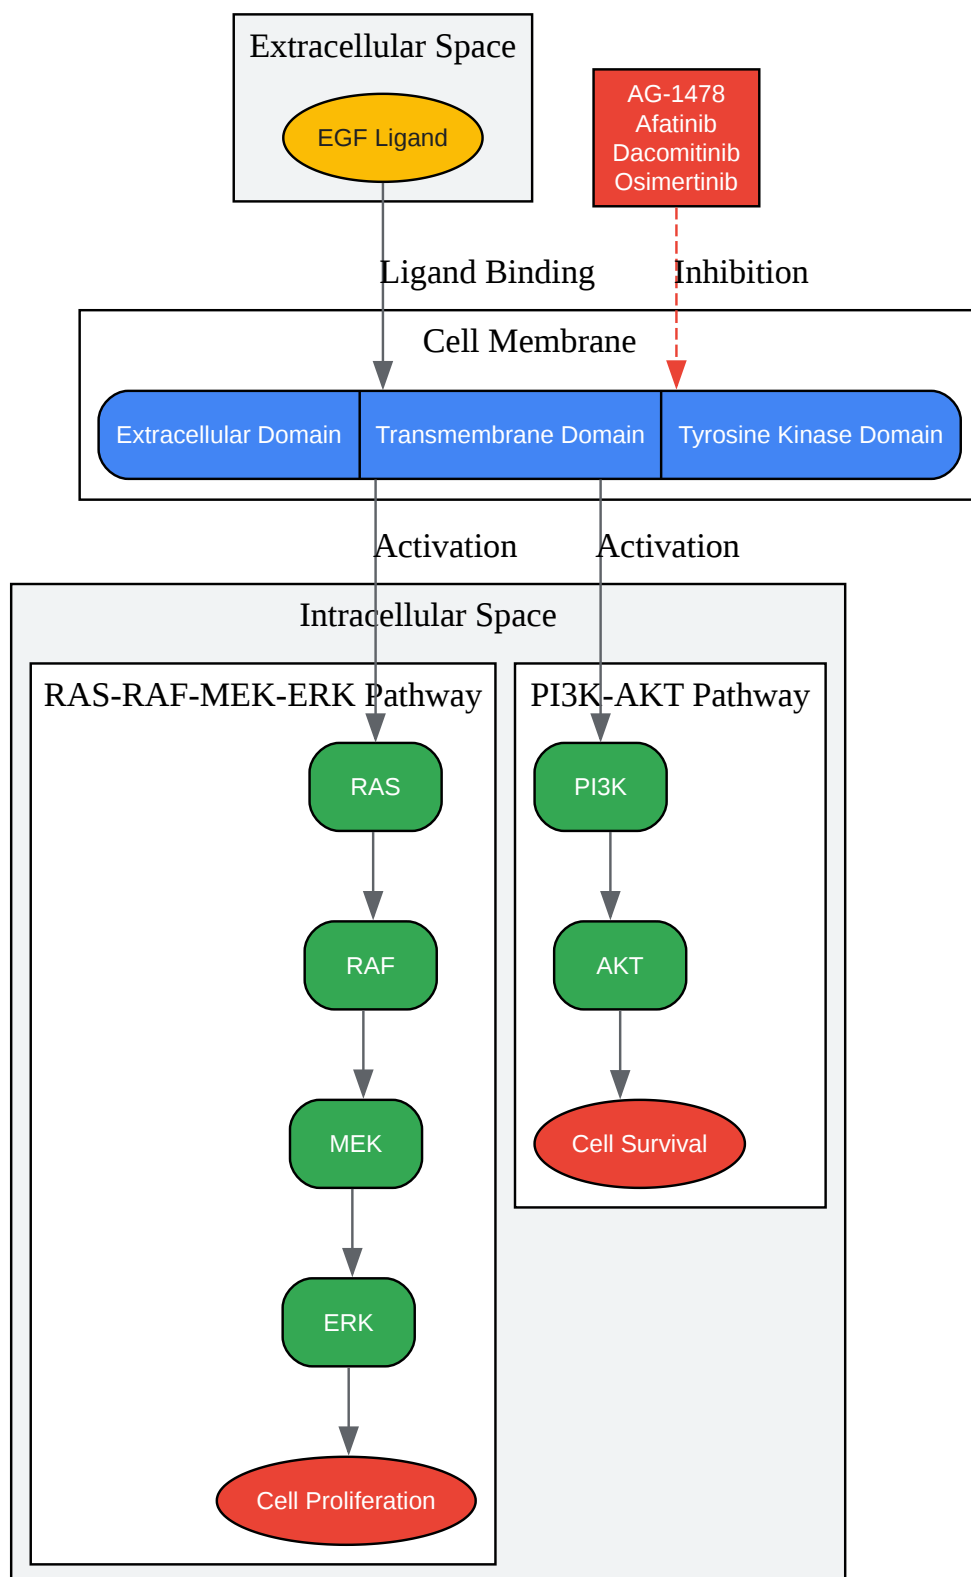 Extracellular Space
EGF Ligand
AG-1478
Afatinib
Dacomitinib
Osimertinib
Ligand Binding
Inhibition
Cell Membrane
Extracellular Domain
Transmembrane Domain
Tyrosine Kinase Domain
Activation
Activation
Intracellular Space
RAS-RAF-MEK-ERK Pathway
RAS
RAF
MEK
ERK
Cell Proliferation
PI3K-AKT Pathway
PI3K
AKT
Cell Survival